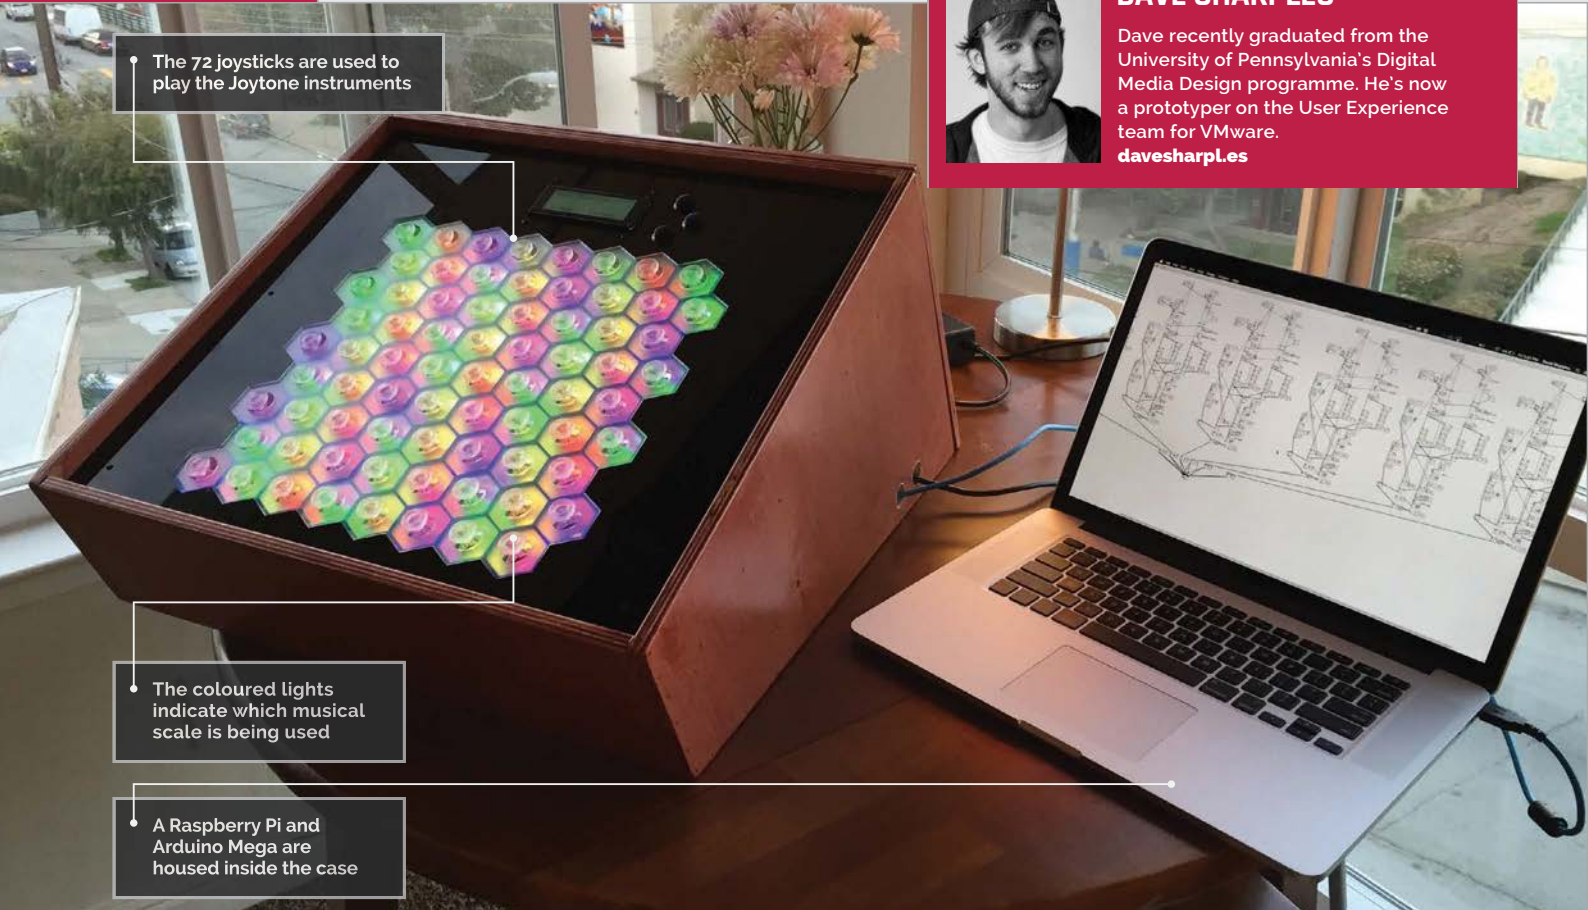 The 72 joysticks are used to
play the Joytone instruments
DAVE SHARPLES
Dave recently graduated from the
University of Pennsylvania's Digital
Media Design programme. He's now
a prototyper on the User Experience
team for VMware.
davesharpl.es
The coloured lights
indicate which musical
scale is being used
A Raspberry Pi and
Arduino Mega are
housed inside the case